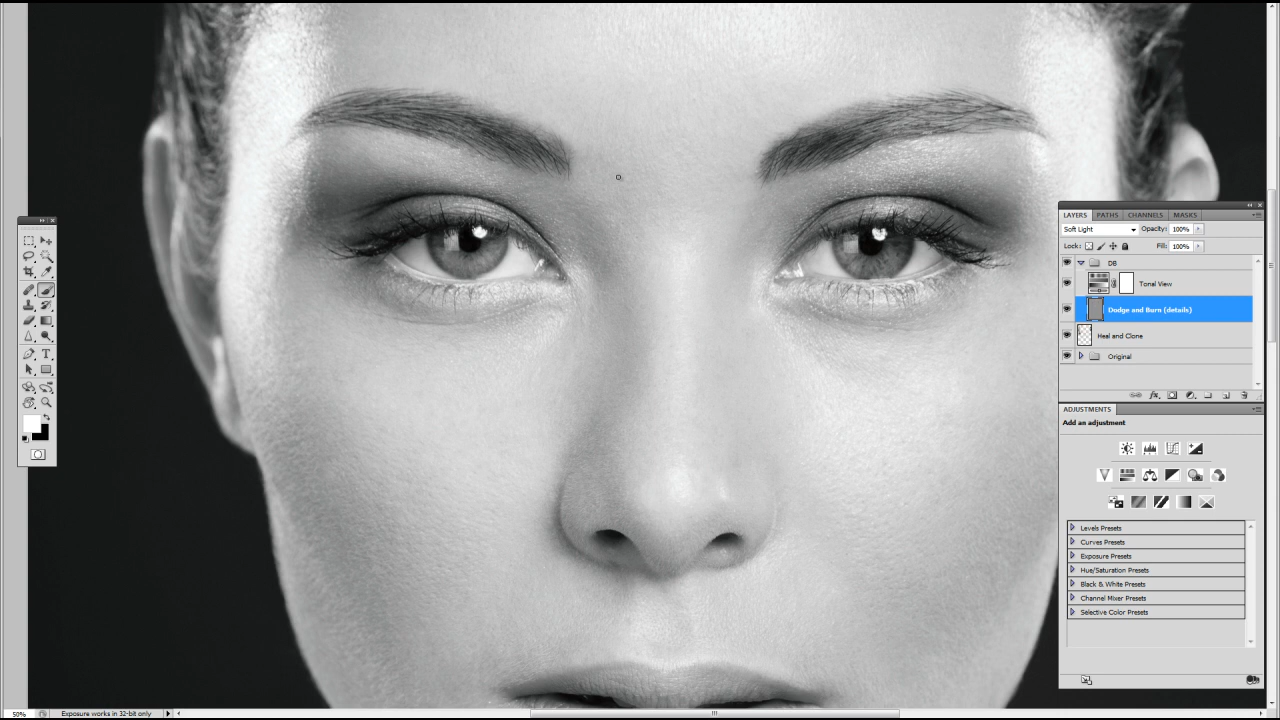 LAYERS PATHS CHANNELS MASKS
Soft Light Opacity: 100%
Lock: Fill: 100%
DB
Tonal View
Dodge and Burn (details)
Heal and Clone
Original
fx.
ADJUSTMENTS
Add an adjustment
Levels Presets
Curves Presets
Exposure Presets
Hue/Saturation Presets
Black & White Presets
Channel Mixer Presets
Selective Color Presets
50% Exposure works in 32-bit only